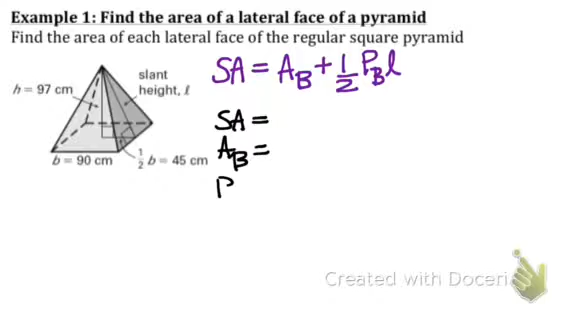 Example 1: Find the area of a lateral face of a pyramid
Find the area of each lateral face of the regular square pyramid
SA = A_B + 1/2 P_B l
slant
height, ℓ
h = 97 cm
SA =
A_B =
b = 90 cm
1/2 b = 45 cm
P
Created with Doceri